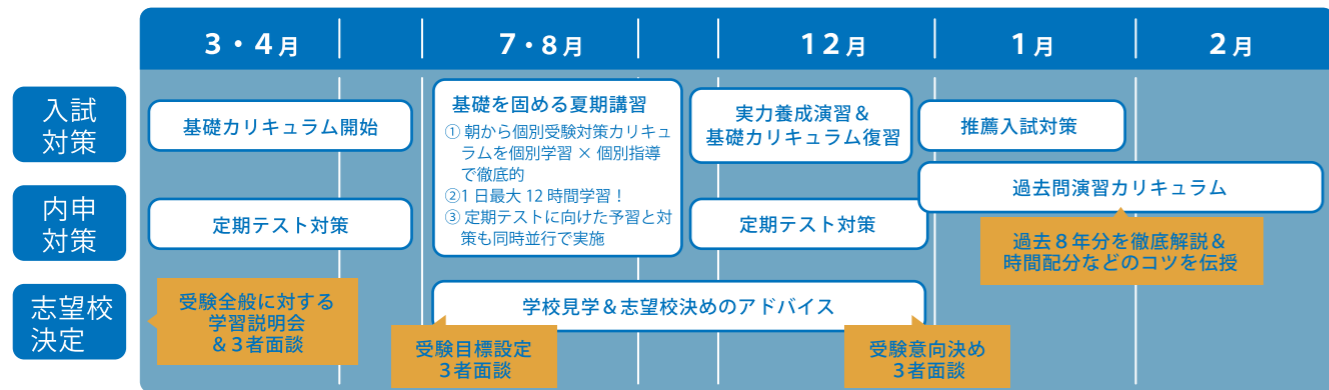 3・4月
7・8月
12月
1月
2月
入試
対策
基礎カリキュラム開始
基礎を固める夏期講習
① 朝から個別受験対策カリキュ
ラムを個別学習 × 個別指導
で徹底的
②1 日最大 12 時間学習！
③ 定期テストに向けた予習と対
策も同時並行で実施
実力養成演習＆
基礎カリキュラム復習
推薦入試対策
内申
対策
定期テスト対策
定期テスト対策
過去問演習カリキュラム
過去８年分を徹底解説＆
時間配分などのコツを伝授
志望校
決定
受験全般に対する
学習説明会
＆３者面談
学校見学＆志望校決めのアドバイス
受験目標設定
３者面談
受験意向決め
３者面談